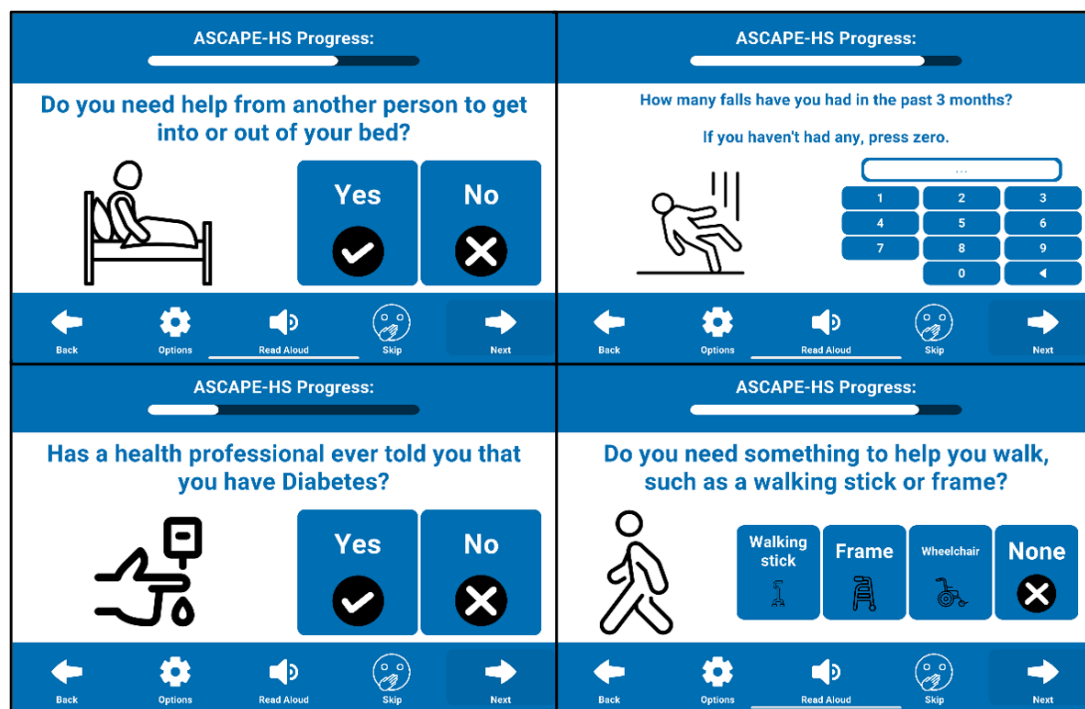 ASCAPE-HS Progress:
Do you need help from another person to get
into or out of your bed?
Yes
No
Back
Options
Read Aloud
Skip
Next
ASCAPE-HS Progress:
How many falls have you had in the past 3 months?
If you haven't had any, press zero.
...
1 2 3
4 5 6
7 8 9
0
Back
Options
Read Aloud
Skip
Next
ASCAPE-HS Progress:
Has a health professional ever told you that
you have Diabetes?
Yes
No
Back
Options
Read Aloud
Skip
Next
ASCAPE-HS Progress:
Do you need something to help you walk,
such as a walking stick or frame?
Walking
stick
Frame
Wheelchair
None
Back
Options
Read Aloud
Skip
Next